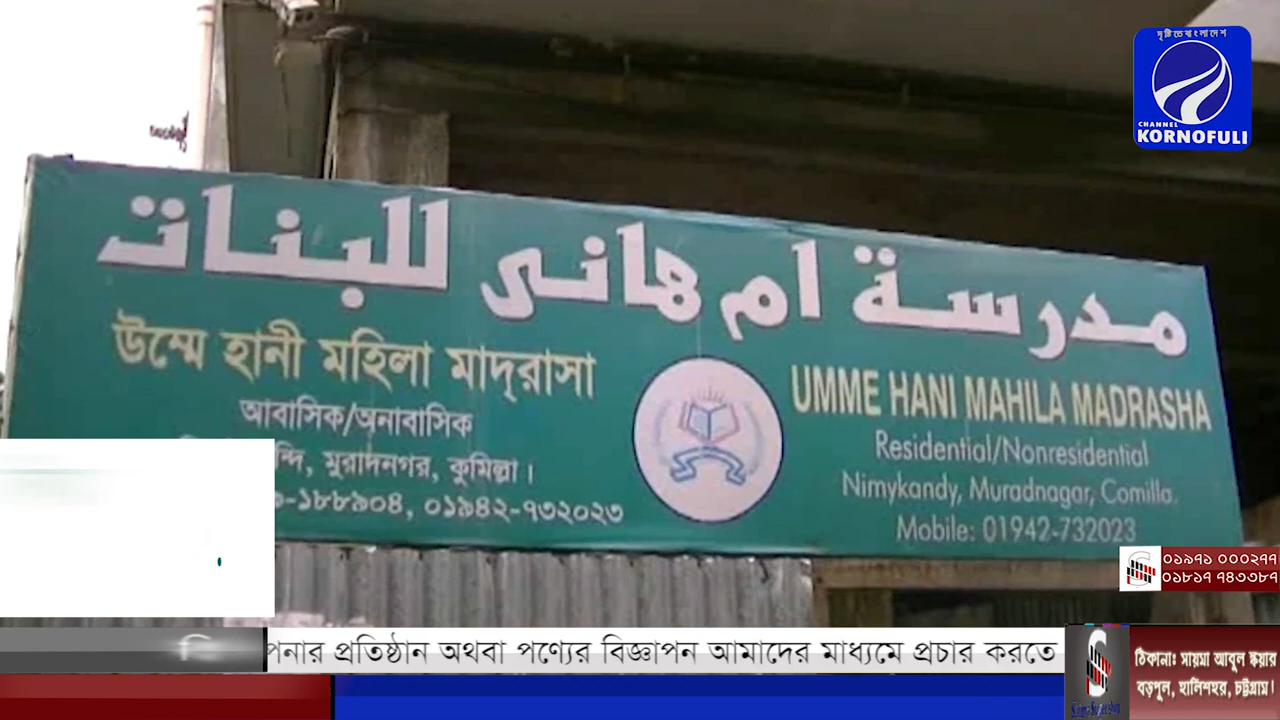 দৃষ্টিতে বাংলাদেশ
CHANNEL
KORNOFULI
مدرسة ام هانى للبنات
উম্মে হানী মহিলা মাদ্‌রাসা
আবাসিক/অনাবাসিক
ন্দি, মুরাদনগর, কুমিল্লা।
১৮৮৯০৪, ০১৯৪২-৭৩২০২৩
UMME HANI MAHILA MADRASHA
Residential/Nonresidential
Nimykandy, Muradnagar, Comilla.
Mobile: 01942-732023
০১৯৭১ ০০০২৭৭
০১৮১৭ ৭৪৩৩৮৭
পনার প্রতিষ্ঠান অথবা পণ্যের বিজ্ঞাপন আমাদের মাধ্যমে প্রচার করতে
ঠিকানাঃ সায়মা আবুল স্কয়ার
বড়পুল, হালিশহর, চট্টগ্রাম।